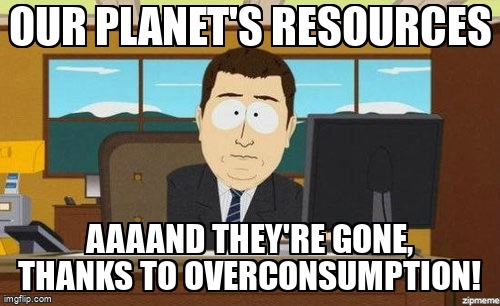 OUR PLANET'S RESOURCES
AAAAND THEY'RE GONE,
THANKS TO OVERCONSUMPTION!
imgflip.com
zipmeme